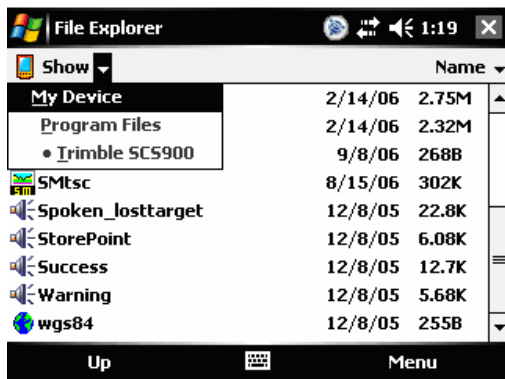 File Explorer 1:19
Show Name
My Device 2/14/06 2.75M
Program Files 2/14/06 2.32M
• Trimble SCS900 9/8/06 268B
SMtsc 8/15/06 302K
Spoken_losttarget 12/8/05 22.8K
StorePoint 12/8/05 6.08K
Success 12/8/05 12.7K
Warning 12/8/05 5.68K
wgs84 12/8/05 255B
Up Menu